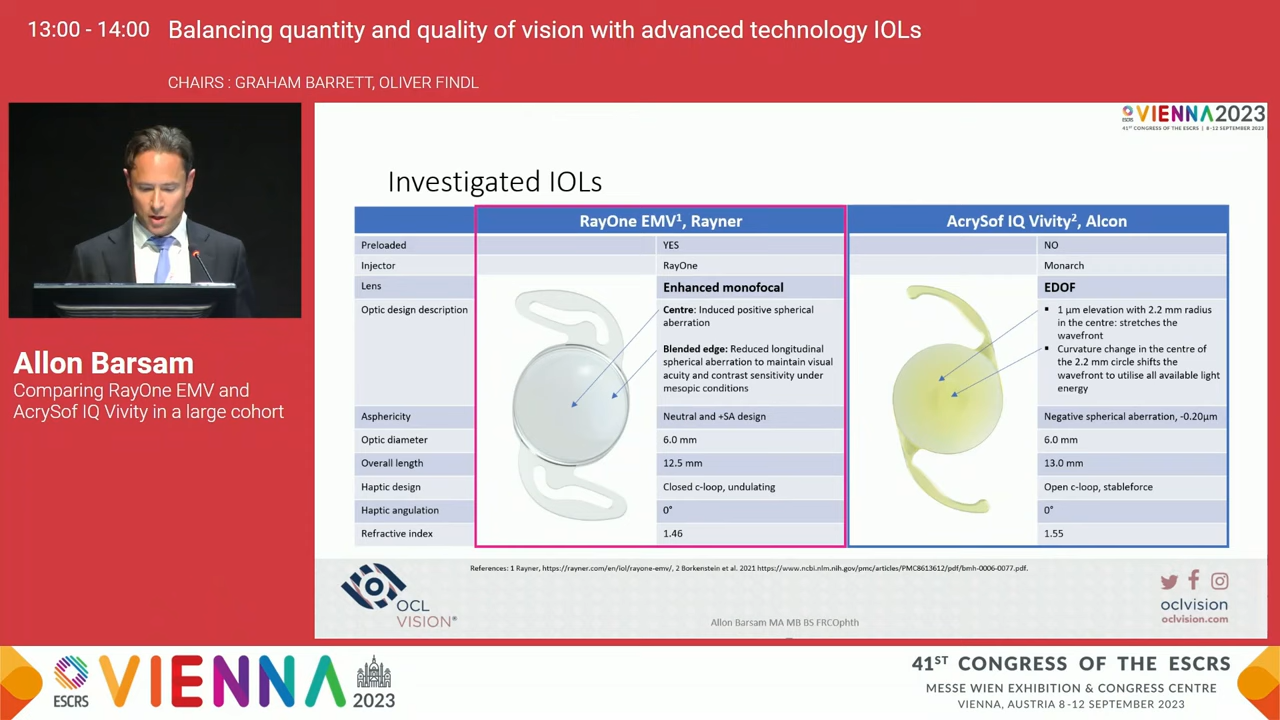 13:00 - 14:00 Balancing quantity and quality of vision with advanced technology IOLs
CHAIRS : GRAHAM BARRETT, OLIVER FINDL
ESCRS VIENNA2023
41ST CONGRESS OF THE ESCRS | 8-12 SEPTEMBER 2023
Investigated IOLs
RayOne EMV1, Rayner AcrySof IQ Vivity2, Alcon
Preloaded YES NO
Injector RayOne Monarch
Lens Enhanced monofocal EDOF
Optic design description
Centre: Induced positive spherical
aberration
Blended edge: Reduced longitudinal
spherical aberration to maintain visual
acuity and contrast sensitivity under
mesopic conditions
▪ 1 µm elevation with 2.2 mm radius
in the centre: stretches the
wavefront
▪ Curvature change in the centre of
the 2.2 mm circle shifts the
wavefront to utilise all available light
energy
Asphericity Neutral and +SA design Negative spherical aberration, -0.20µm
Optic diameter 6.0 mm 6.0 mm
Overall length 12.5 mm 13.0 mm
Haptic design Closed c-loop, undulating Open c-loop, stableforce
Haptic angulation 0° 0°
Refractive index 1.46 1.55
References: 1 Rayner, https://rayner.com/en/iol/rayone-emv/, 2 Borkenstein et al. 2021 https://www.ncbi.nlm.nih.gov/pmc/articles/PMC8613612/pdf/bmh-0006-0077.pdf.
OCL
VISION®
Allon Barsam MA MB BS FRCOphth
oclvision
oclvision.com
Allon Barsam
Comparing RayOne EMV and
AcrySof IQ Vivity in a large cohort
ESCRS VIENNA 2023
41ST CONGRESS OF THE ESCRS
MESSE WIEN EXHIBITION & CONGRESS CENTRE
VIENNA, AUSTRIA 8 -12 SEPTEMBER 2023